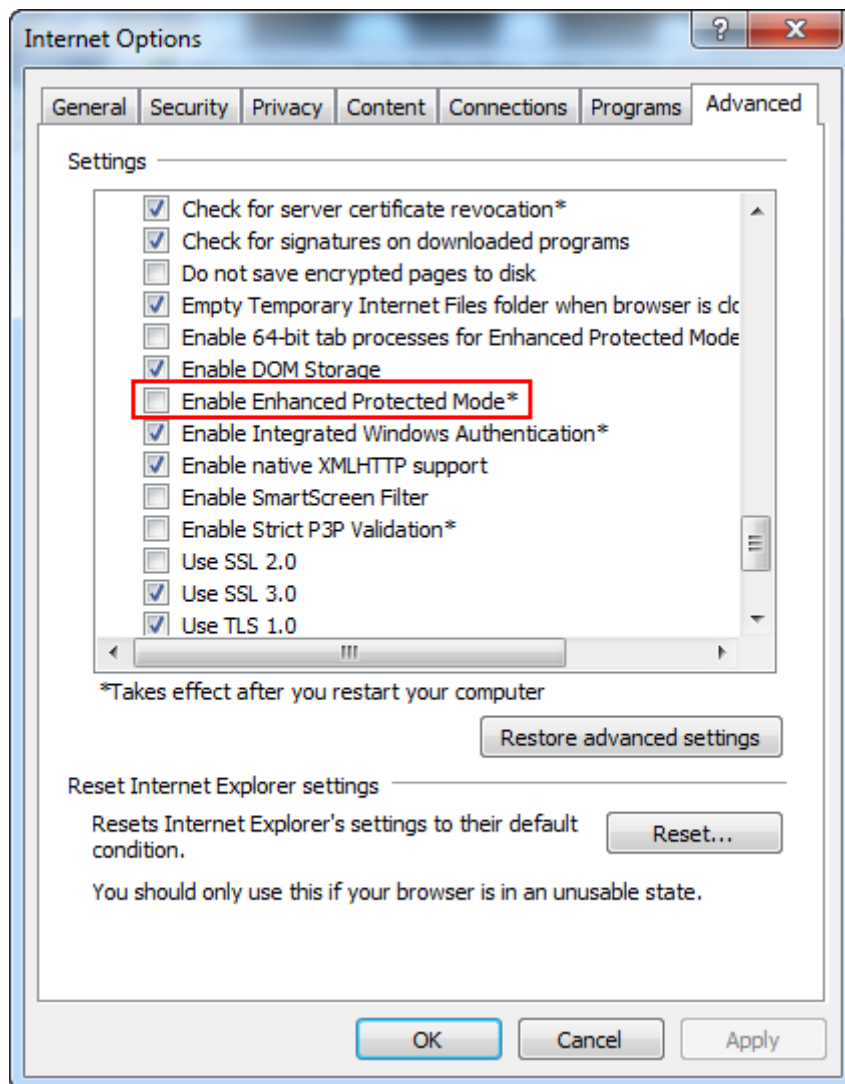 Internet Options
General Security Privacy Content Connections Programs Advanced
Settings
Check for server certificate revocation*
Check for signatures on downloaded programs
Do not save encrypted pages to disk
Empty Temporary Internet Files folder when browser is
Enable 64-bit tab processes for Enhanced Protected Mode
Enable DOM Storage
Enable Enhanced Protected Mode*
Enable Integrated Windows Authentication*
Enable native XMLHTTP support
Enable SmartScreen Filter
Enable Strict P3P Validation*
Use SSL 2.0
Use SSL 3.0
Use TLS 1.0
*Takes effect after you restart your computer
Restore advanced settings
Reset Internet Explorer settings
Resets Internet Explorer's settings to their default
condition.
Reset...
You should only use this if your browser is in an unusable state.
OK Cancel Apply